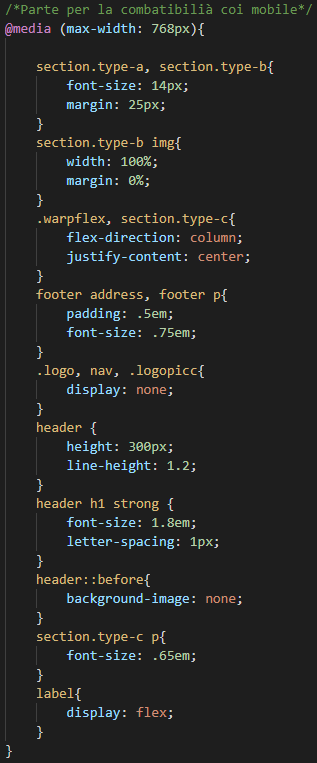 /*Parte per la combatibilià coi mobile*/
@media (max-width: 768px){
section.type-a, section.type-b{
font-size: 14px;
margin: 25px;
}
section.type-b img{
width: 100%;
margin: 0%;
}
.warpflex, section.type-c{
flex-direction: column;
justify-content: center;
}
footer address, footer p{
padding: .5em;
font-size: .75em;
}
.logo, nav, .logopicc{
display: none;
}
header {
height: 300px;
line-height: 1.2;
}
header h1 strong {
font-size: 1.8em;
letter-spacing: 1px;
}
header::before{
background-image: none;
}
section.type-c p{
font-size: .65em;
}
label{
display: flex;
}
}